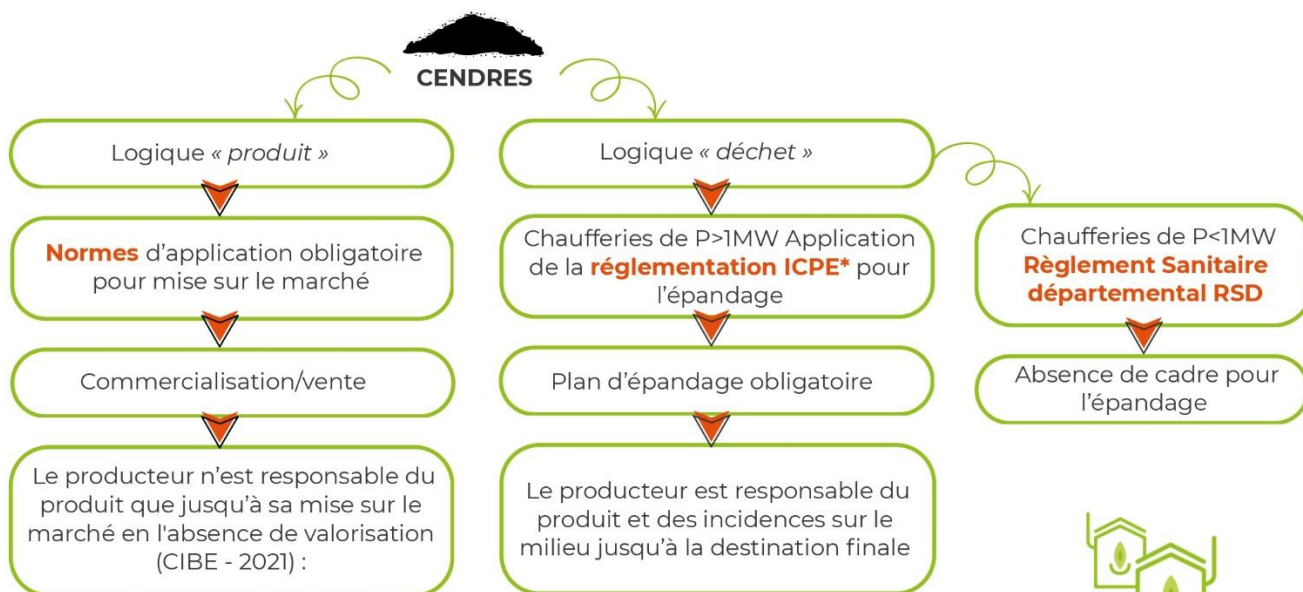 CENDRES
Logique « produit »
Normes d'application obligatoire
pour mise sur le marché
Commercialisation/vente
Le producteur n'est responsable du
produit que jusqu'à sa mise sur le
marché en l'absence de valorisation
(CIBE - 2021) :
Logique « déchet »
Chaufferies de P>1MW Application
de la réglementation ICPE* pour
l'épandage
Plan d'épandage obligatoire
Le producteur est responsable du
produit et des incidences sur le
milieu jusqu'à la destination finale
Chaufferies de P<1MW
Règlement Sanitaire
départemental RSD
Absence de cadre pour
l'épandage